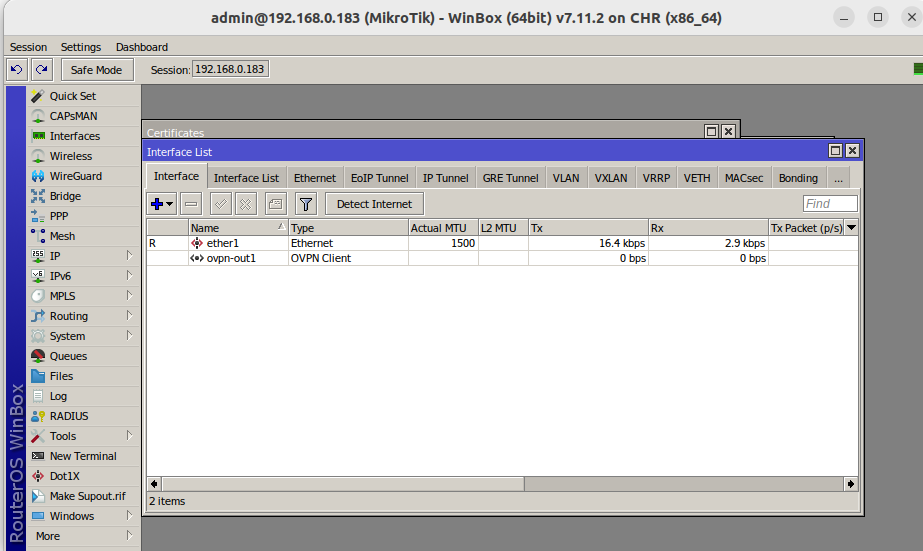 admin@192.168.0.183 (MikroTik) - WinBox (64bit) v7.11.2 on CHR (x86_64)
Session Settings Dashboard
Safe Mode Session: 192.168.0.183
Quick Set
CAPsMAN
Interfaces
Wireless
WireGuard
Bridge
PPP
Mesh
IP
IPv6
MPLS
Routing
System
Queues
Files
Log
RADIUS
Tools
New Terminal
Dot1X
Make Supout.rif
Windows
More
RouterOS WinBox
Certificates
Interface List
Interface Interface List Ethernet EoIP Tunnel IP Tunnel GRE Tunnel VLAN VXLAN VRRP VETH MACsec Bonding ...
Detect Internet Find
Name Type Actual MTU L2 MTU Tx Rx Tx Packet (p/s)
R ether1 Ethernet 1500 16.4 kbps 2.9 kbps
ovpn-out1 OVPN Client 0 bps 0 bps
2 items